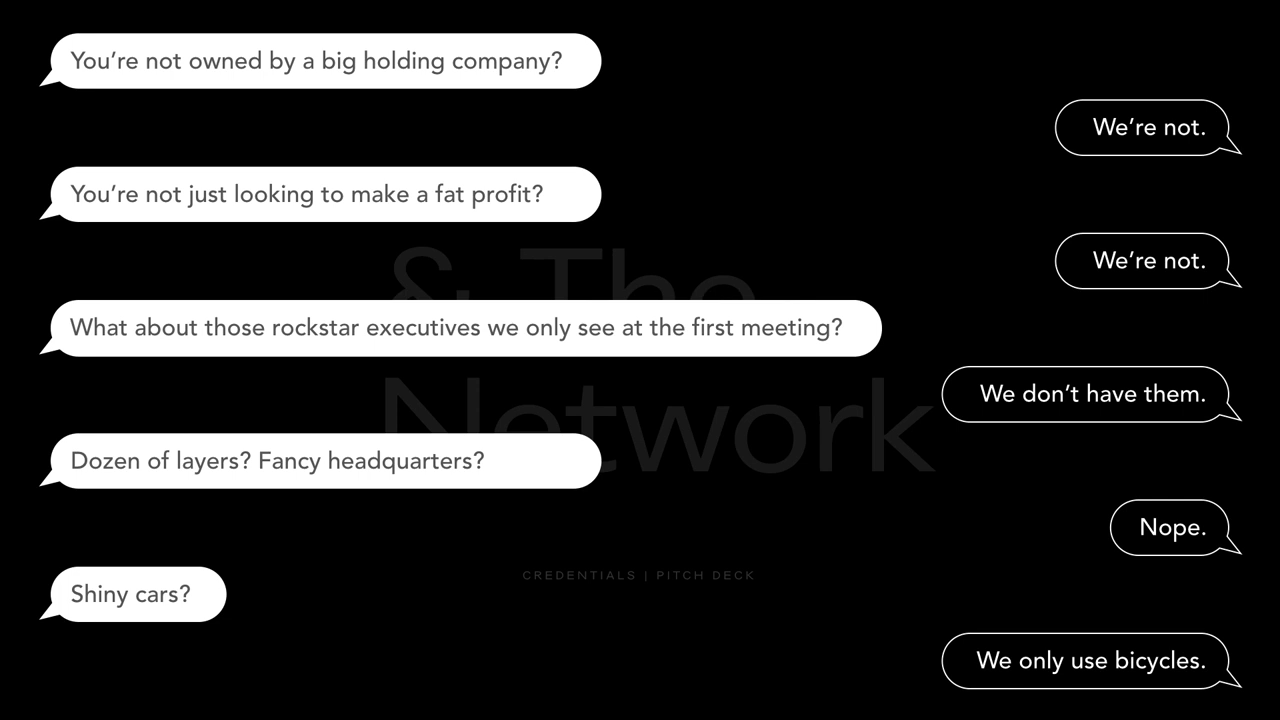 You’re not owned by a big holding company?
We’re not.
You’re not just looking to make a fat profit?
We’re not.
& The
What about those rockstar executives we only see at the first meeting?
We don’t have them.
Network
Dozen of layers? Fancy headquarters?
Nope.
CREDENTIALS | PITCH DECK
Shiny cars?
We only use bicycles.